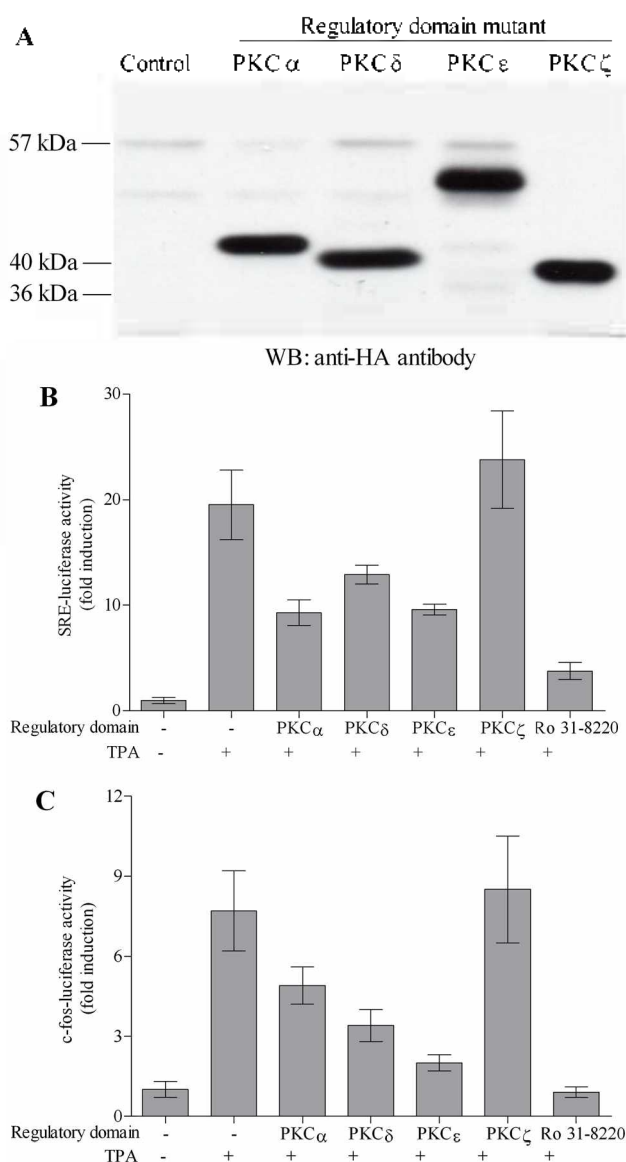 A
Regulatory domain mutant
Control PKCα PKCδ PKCε PKCζ
57 kDa
40 kDa
36 kDa
WB: anti-HA antibody
B
SRE-luciferase activity
(fold induction)
30
20
10
0
Regulatory domain - - PKCα PKCδ PKCε PKCζ Ro 31-8220
TPA - + + + + + +
C
c-fos-luciferase activity
(fold induction)
12
9
6
3
0
Regulatory domain - - PKCα PKCδ PKCε PKCζ Ro 31-8220
TPA - + + + + + +